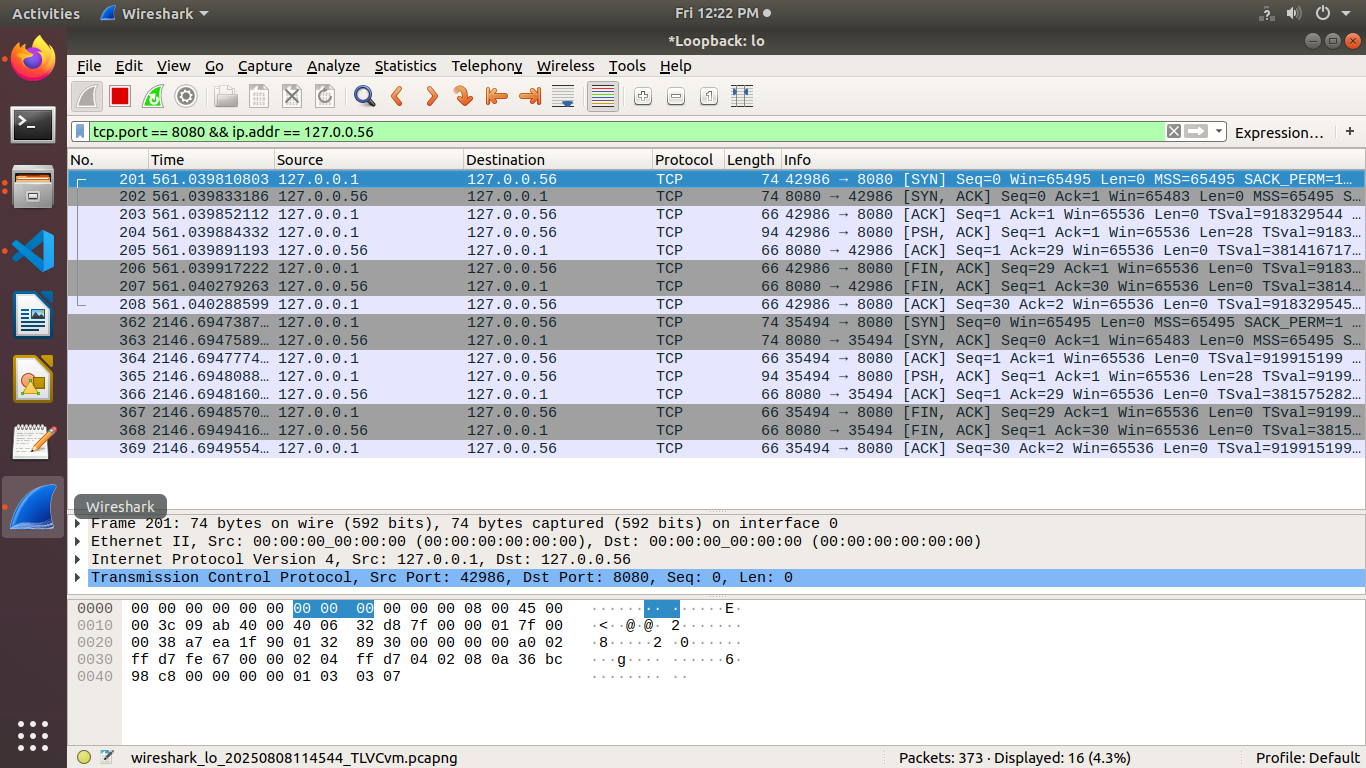 Activities Wireshark Fri 12:22 PM
*Loopback: lo
File Edit View Go Capture Analyze Statistics Telephony Wireless Tools Help
tcp.port == 8080 && ip.addr == 127.0.0.56 Expression… +
No. Time Source Destination Protocol Length Info
201 561.039810803 127.0.0.1 127.0.0.56 TCP 74 42986 → 8080 [SYN] Seq=0 Win=65495 Len=0 MSS=65495 SACK_PERM=1…
202 561.039833186 127.0.0.56 127.0.0.1 TCP 74 8080 → 42986 [SYN, ACK] Seq=0 Ack=1 Win=65483 Len=0 MSS=65495 S…
203 561.039852112 127.0.0.1 127.0.0.56 TCP 66 42986 → 8080 [ACK] Seq=1 Ack=1 Win=65536 Len=0 TSval=918329544 …
204 561.039884332 127.0.0.1 127.0.0.56 TCP 94 42986 → 8080 [PSH, ACK] Seq=1 Ack=1 Win=65536 Len=28 TSval=9183…
205 561.039891193 127.0.0.56 127.0.0.1 TCP 66 8080 → 42986 [ACK] Seq=1 Ack=29 Win=65536 Len=0 TSval=381416717…
206 561.039917222 127.0.0.1 127.0.0.56 TCP 66 42986 → 8080 [FIN, ACK] Seq=29 Ack=1 Win=65536 Len=0 TSval=9183…
207 561.040279263 127.0.0.56 127.0.0.1 TCP 66 8080 → 42986 [FIN, ACK] Seq=1 Ack=30 Win=65536 Len=0 TSval=3814…
208 561.040288599 127.0.0.1 127.0.0.56 TCP 66 42986 → 8080 [ACK] Seq=30 Ack=2 Win=65536 Len=0 TSval=918329545…
362 2146.6947387… 127.0.0.1 127.0.0.56 TCP 74 35494 → 8080 [SYN] Seq=0 Win=65495 Len=0 MSS=65495 SACK_PERM=1 …
363 2146.6947589… 127.0.0.56 127.0.0.1 TCP 74 8080 → 35494 [SYN, ACK] Seq=0 Ack=1 Win=65483 Len=0 MSS=65495 S…
364 2146.6947774… 127.0.0.1 127.0.0.56 TCP 66 35494 → 8080 [ACK] Seq=1 Ack=1 Win=65536 Len=0 TSval=919915199 …
365 2146.6948088… 127.0.0.1 127.0.0.56 TCP 94 35494 → 8080 [PSH, ACK] Seq=1 Ack=1 Win=65536 Len=28 TSval=9199…
366 2146.6948160… 127.0.0.56 127.0.0.1 TCP 66 8080 → 35494 [ACK] Seq=1 Ack=29 Win=65536 Len=0 TSval=381575282…
367 2146.6948570… 127.0.0.1 127.0.0.56 TCP 66 35494 → 8080 [FIN, ACK] Seq=29 Ack=1 Win=65536 Len=0 TSval=9199…
368 2146.6949416… 127.0.0.56 127.0.0.1 TCP 66 8080 → 35494 [FIN, ACK] Seq=1 Ack=30 Win=65536 Len=0 TSval=3815…
369 2146.6949554… 127.0.0.1 127.0.0.56 TCP 66 35494 → 8080 [ACK] Seq=30 Ack=2 Win=65536 Len=0 TSval=919915199…
Wireshark
Frame 201: 74 bytes on wire (592 bits), 74 bytes captured (592 bits) on interface 0
Ethernet II, Src: 00:00:00_00:00:00 (00:00:00:00:00:00), Dst: 00:00:00_00:00:00 (00:00:00:00:00:00)
Internet Protocol Version 4, Src: 127.0.0.1, Dst: 127.0.0.56
Transmission Control Protocol, Src Port: 42986, Dst Port: 8080, Seq: 0, Len: 0
0000 00 00 00 00 00 00 00 00 00 00 00 00 08 00 45 00 ········ ······E·
0010 00 3c 09 ab 40 00 40 06 32 d8 7f 00 00 01 7f 00 ·<··@·@· 2·······
0020 00 38 a7 ea 1f 90 01 32 89 30 00 00 00 00 a0 02 ·8·····2 ·0······
0030 ff d7 fe 67 00 00 02 04 ff d7 04 02 08 0a 36 bc ···g···· ······6·
0040 98 c8 00 00 00 00 01 03 03 07 ········ ··
wireshark_lo_20250808114544_TLVCvm.pcapng Packets: 373 · Displayed: 16 (4.3%) Profile: Default